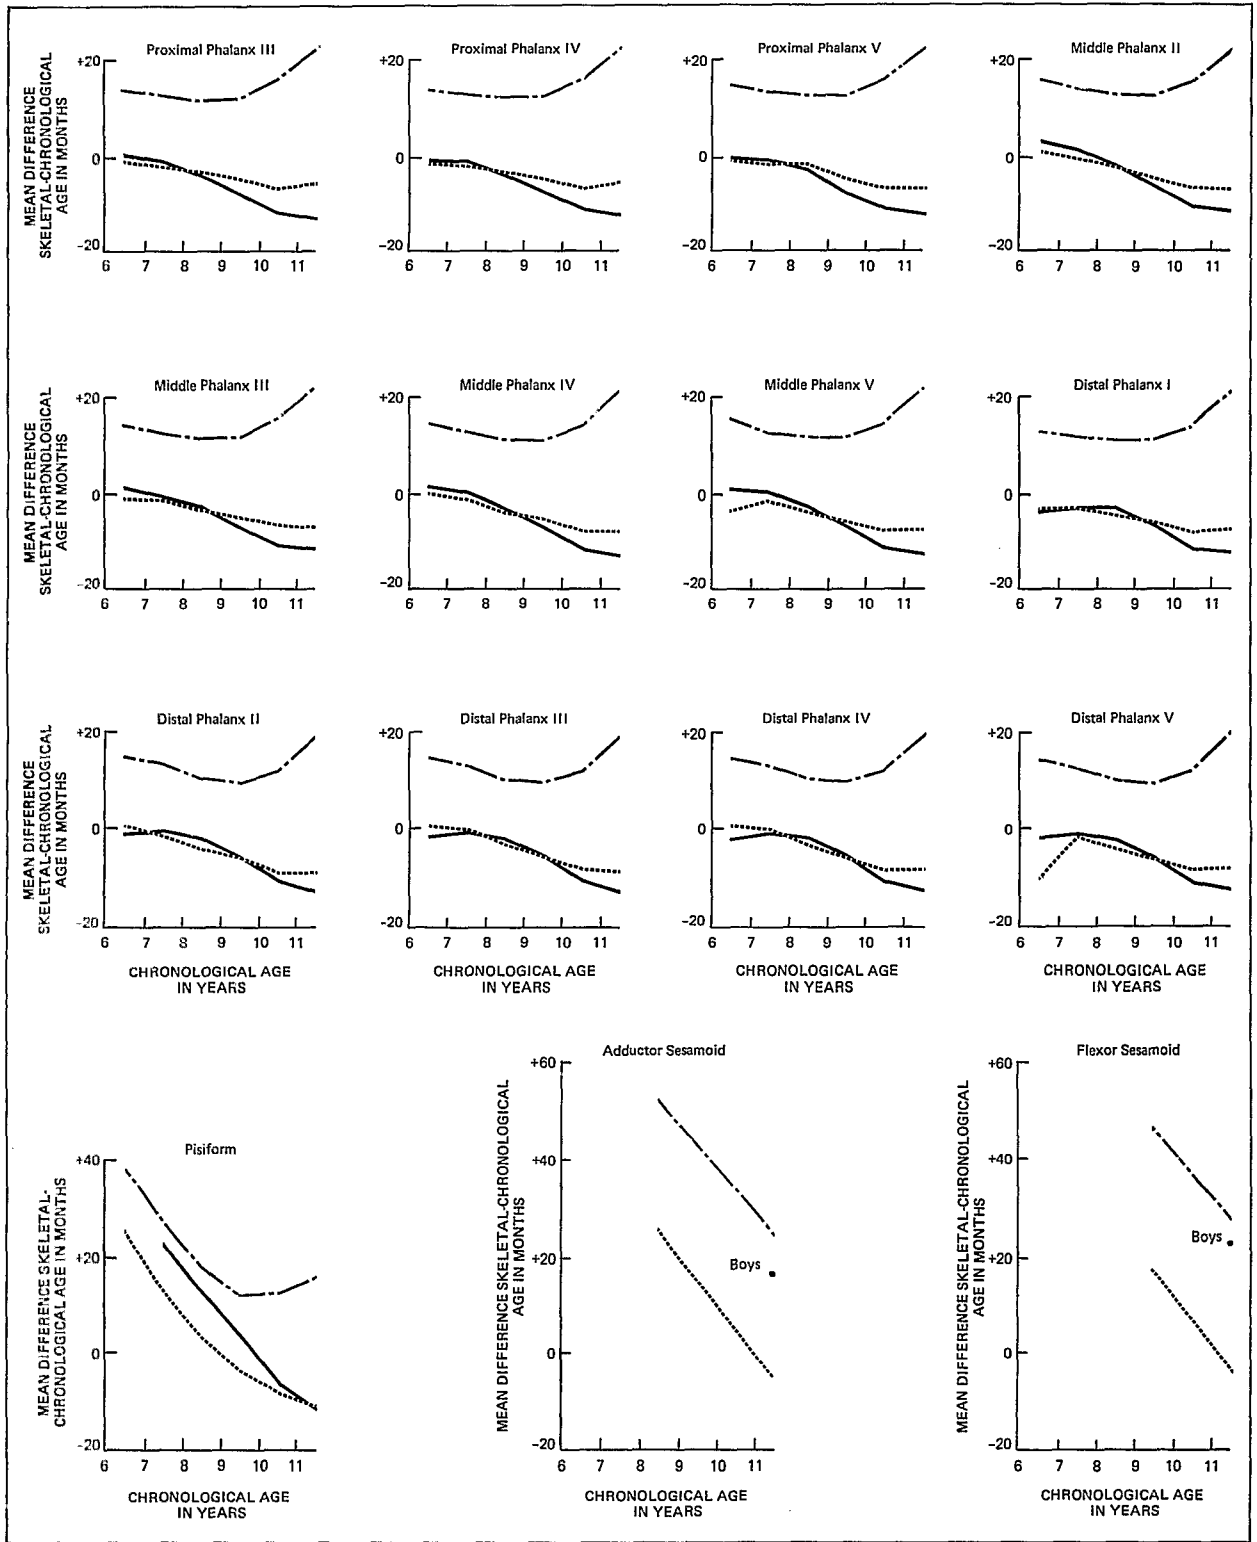 Proximal Phalanx III
Proximal Phalanx IV
Proximal Phalanx V
Middle Phalanx II
MEAN DIFFERENCE
SKELETAL-CHRONOLOGICAL
AGE IN MONTHS
+20
0
-20
6 7 8 9 10 11
+20
0
-20
6 7 8 9 10 11
+20
0
-20
6 7 8 9 10 11
+20
0
-20
6 7 8 9 10 11
Middle Phalanx III
Middle Phalanx IV
Middle Phalanx V
Distal Phalanx I
MEAN DIFFERENCE
SKELETAL-CHRONOLOGICAL
AGE IN MONTHS
+20
0
-20
6 7 8 9 10 11
+20
0
-20
6 7 8 9 10 11
+20
0
-20
6 7 8 9 10 11
+20
0
-20
6 7 8 9 10 11
Distal Phalanx II
Distal Phalanx III
Distal Phalanx IV
Distal Phalanx V
MEAN DIFFERENCE
SKELETAL-CHRONOLOGICAL
AGE IN MONTHS
+20
0
-20
6 7 8 9 10 11
CHRONOLOGICAL AGE
IN YEARS
+20
0
-20
6 7 8 9 10 11
CHRONOLOGICAL AGE
IN YEARS
+20
0
-20
6 7 8 9 10 11
CHRONOLOGICAL AGE
IN YEARS
+20
0
-20
6 7 8 9 10 11
CHRONOLOGICAL AGE
IN YEARS
Pisiform
MEAN DIFFERENCE SKELETAL-
CHRONOLOGICAL AGE IN MONTHS
+40
+20
0
-20
6 7 8 9 10 11
CHRONOLOGICAL AGE
IN YEARS
Adductor Sesamoid
MEAN DIFFERENCE SKELETAL-CHRONOLOGICAL
AGE IN MONTHS
+60
+40
+20
0
-20
Boys
6 7 8 9 10 11
CHRONOLOGICAL AGE
IN YEARS
Flexor Sesamoid
MEAN DIFFERENCE SKELETAL-CHRONOLOGICAL
AGE IN MONTHS
+60
+40
+20
0
-20
Boys
6 7 8 9 10 11
CHRONOLOGICAL AGE
IN YEARS